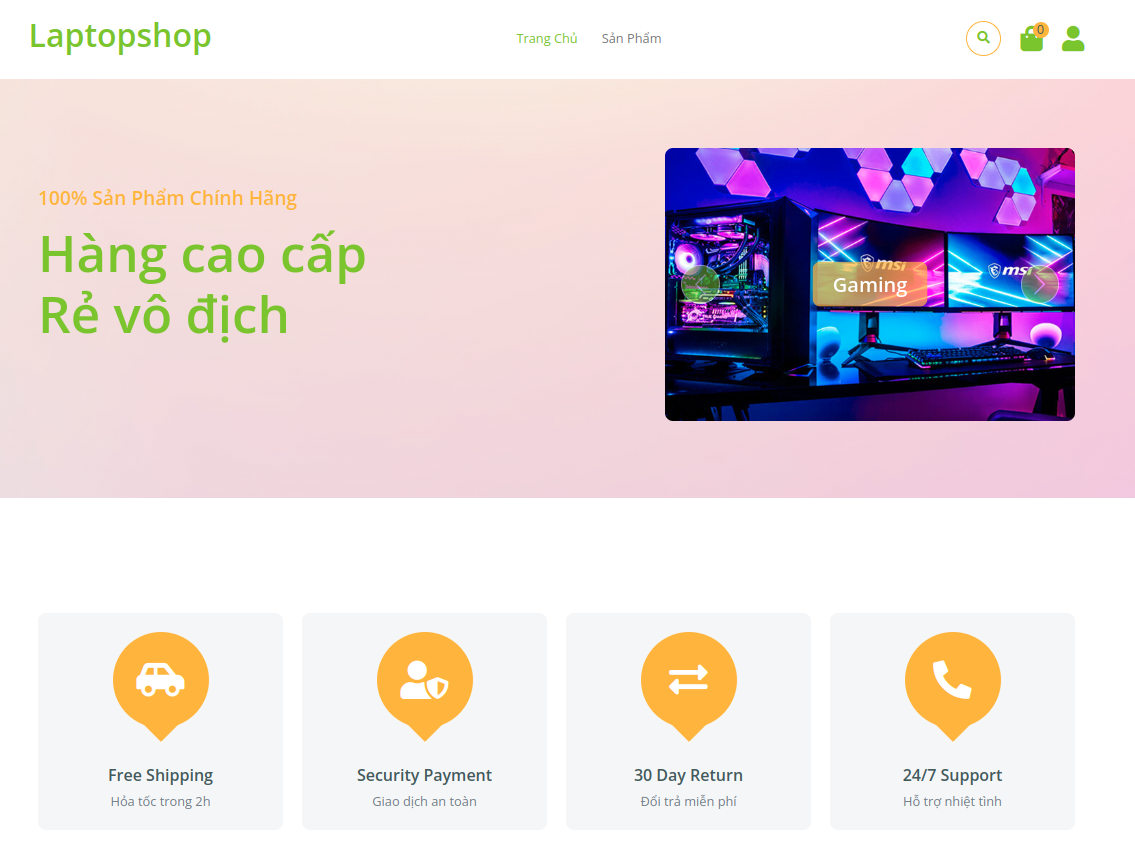 Laptopshop
Trang Chủ
Sản Phẩm
0
100% Sản Phẩm Chính Hãng
Hàng cao cấp
Rẻ vô địch
msi
msi
Gaming
Free Shipping
Hỏa tốc trong 2h
Security Payment
Giao dịch an toàn
30 Day Return
Đổi trả miễn phí
24/7 Support
Hỗ trợ nhiệt tình